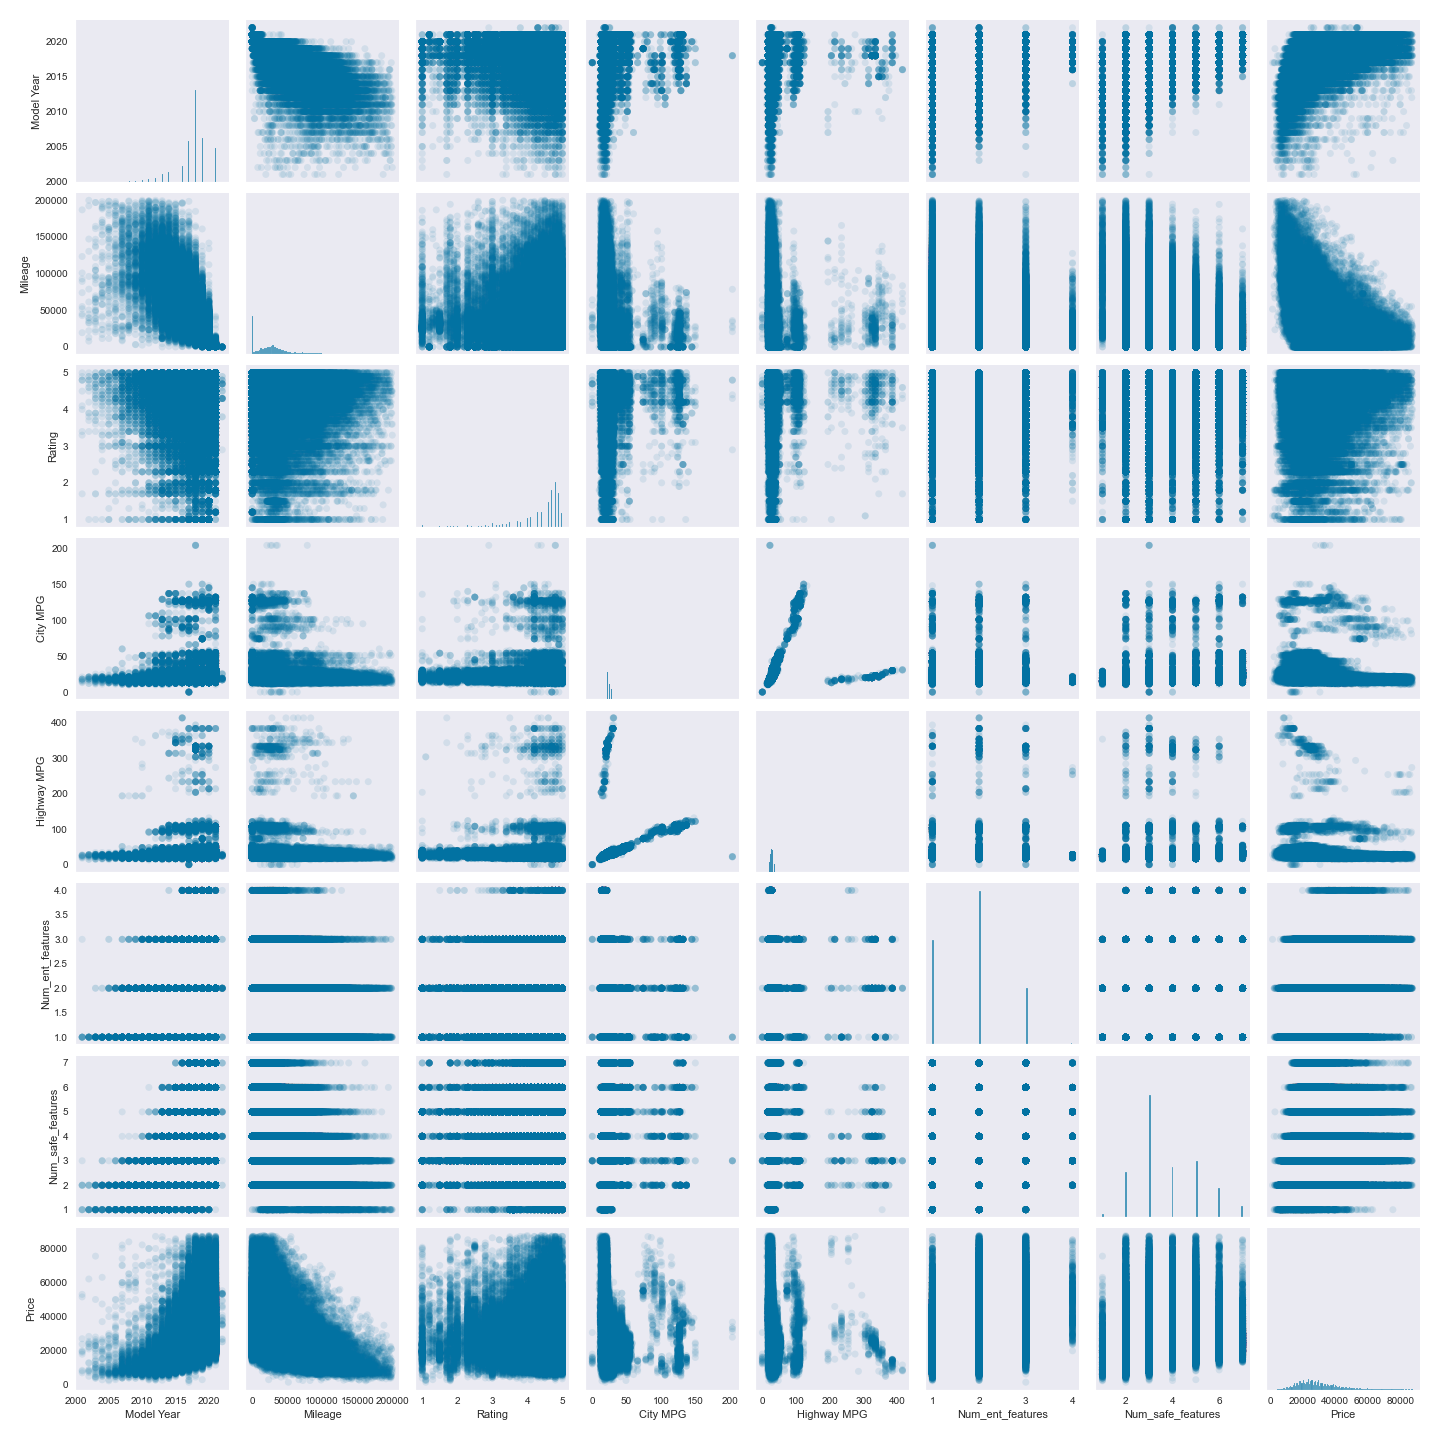 2020
2015
2010
2005
2000
Model Year
200000
150000
100000
50000
0
Mileage
5
4
3
2
1
Rating
200
150
100
50
0
City MPG
400
300
200
100
0
Highway MPG
4.0
3.5
3.0
2.5
2.0
1.5
1.0
Num_ent_features
7
6
5
4
3
2
1
Num_safe_features
80000
60000
40000
20000
0
Price
2000 2005 2010 2015 2020
Model Year
0 50000 100000 150000 200000
Mileage
1 2 3 4 5
Rating
0 50 100 150 200
City MPG
0 100 200 300 400
Highway MPG
1 2 3 4
Num_ent_features
2 4 6
Num_safe_features
0 20000 40000 60000 80000
Price